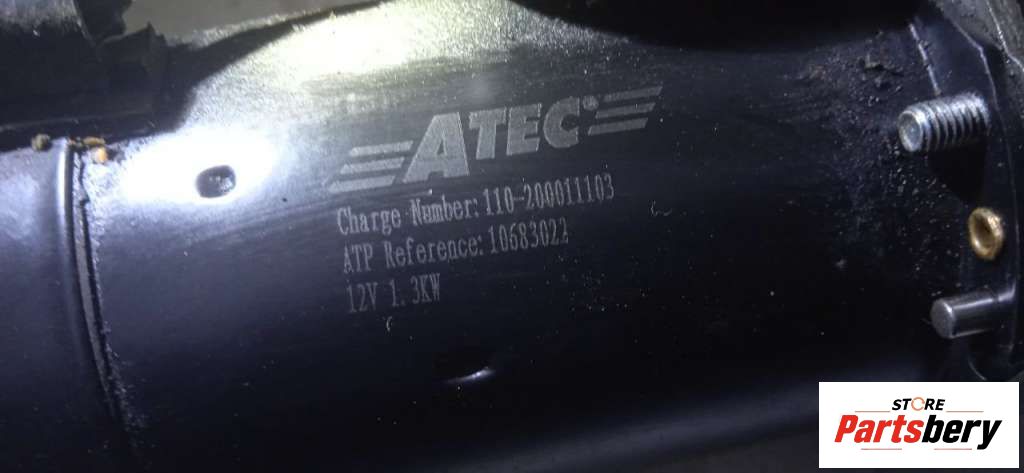 ATEC®
Charge Number: 110-200011103
ATP Reference: 10683022
12V 1.3KW
STORE
Partsbery